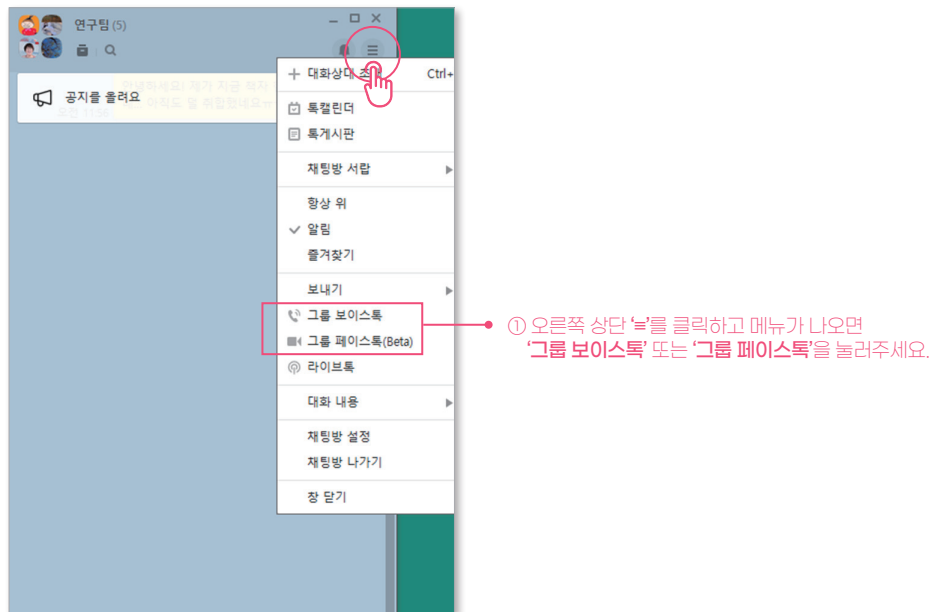 연구팀 (5)
공지를 올려요
대화상대 초
Ctrl+
톡캘린더
톡게시판
채팅방 서랍
항상 위
알림
즐겨찾기
보내기
그룹 보이스톡
그룹 페이스톡(Beta)
라이브톡
대화 내용
채팅방 설정
채팅방 나가기
창 닫기
① 오른쪽 상단 '≡'를 클릭하고 메뉴가 나오면
'그룹 보이스톡' 또는 '그룹 페이스톡'을 눌러주세요.